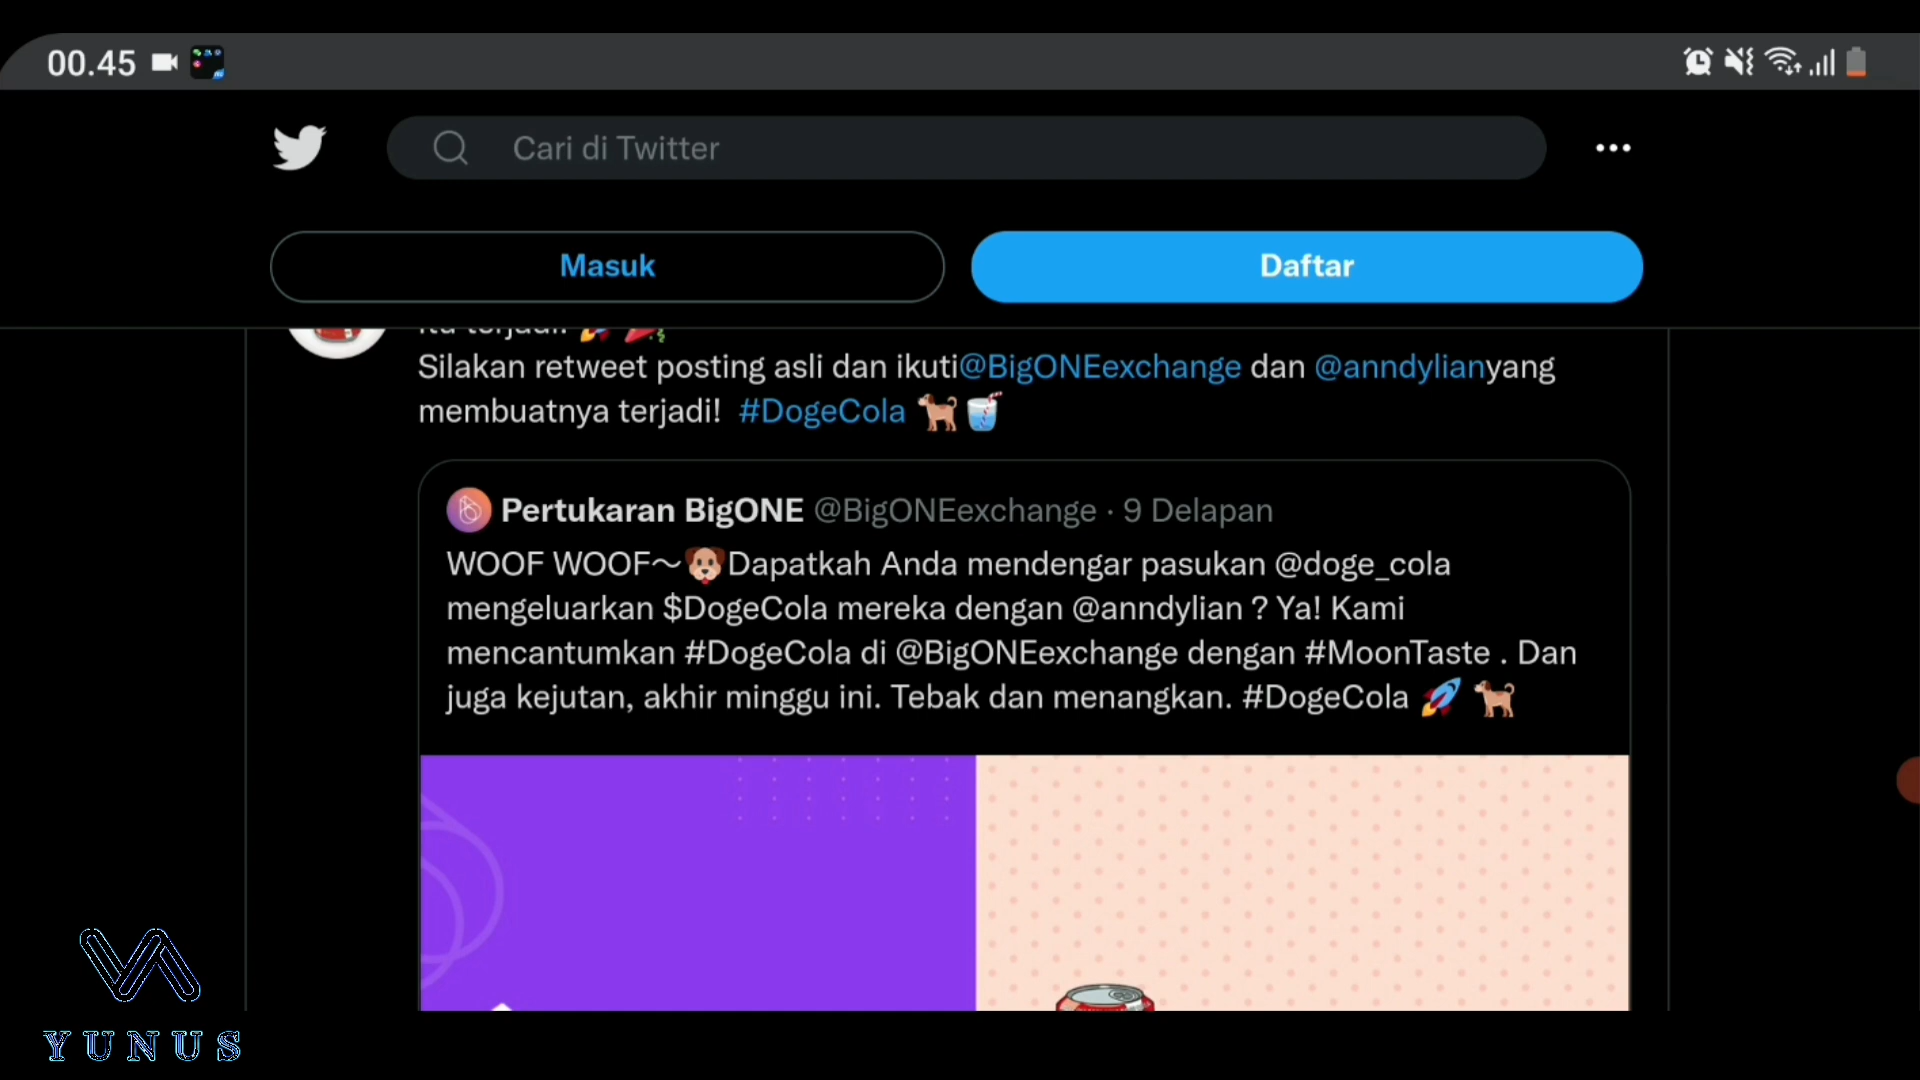 00.45
Cari di Twitter
Masuk
Daftar
itu terjadi!
Silakan retweet posting asli dan ikuti@BigONEexchange dan @anndylianyang
membuatnya terjadi! #DogeCola
Pertukaran BigONE @BigONEexchange · 9 Delapan
WOOF WOOF～Dapatkah Anda mendengar pasukan @doge_cola
mengeluarkan $DogeCola mereka dengan @anndylian ? Ya! Kami
mencantumkan #DogeCola di @BigONEexchange dengan #MoonTaste . Dan
juga kejutan, akhir minggu ini. Tebak dan menangkan. #DogeCola
YUNUS